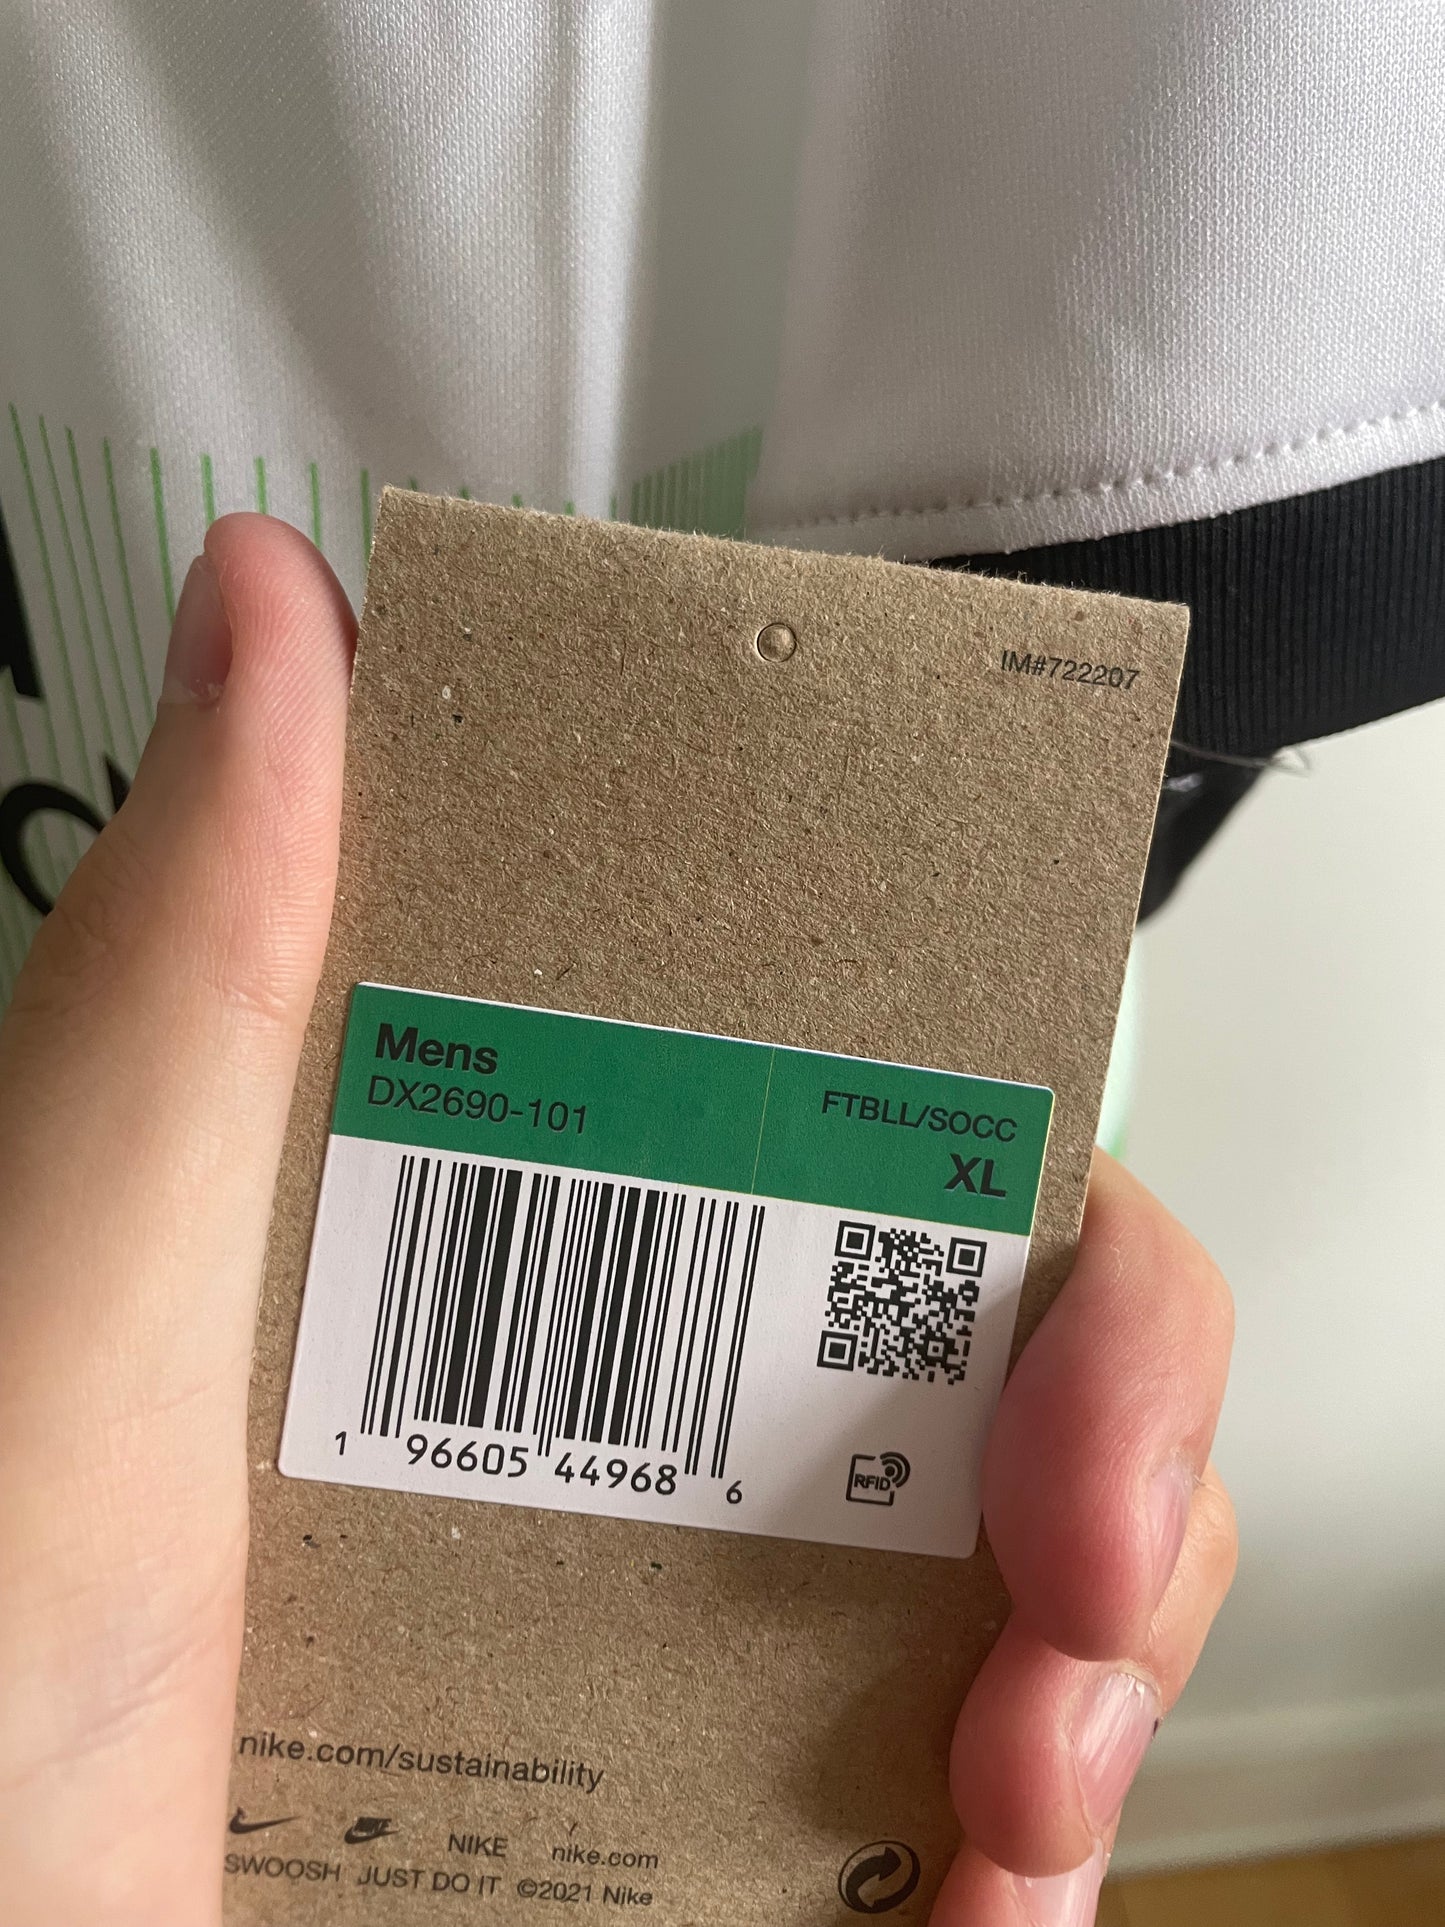 IM#722207
Mens
DX2690-101
FTBLL/SOCC
XL
1 96605 44968 6
RFID
nike.com/sustainability
NIKE nike.com
SWOOSH JUST DO IT ©2021 Nike